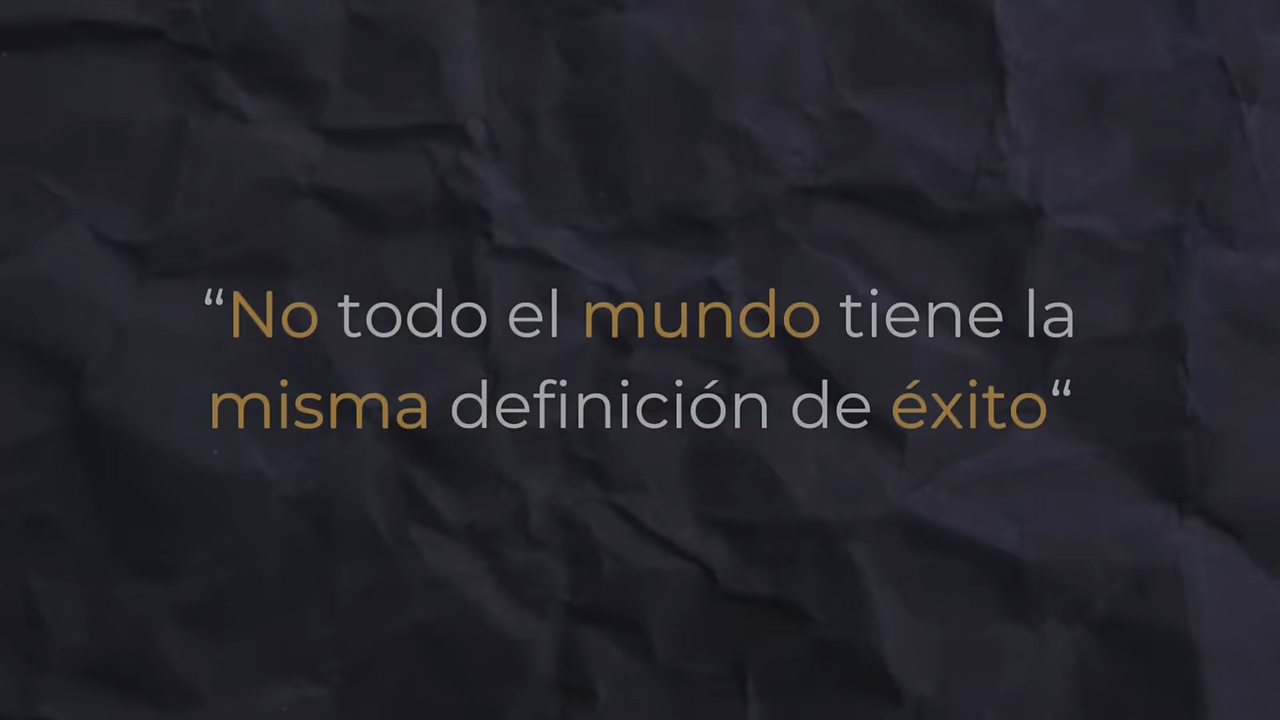 “No todo el mundo tiene la
misma definición de éxito“